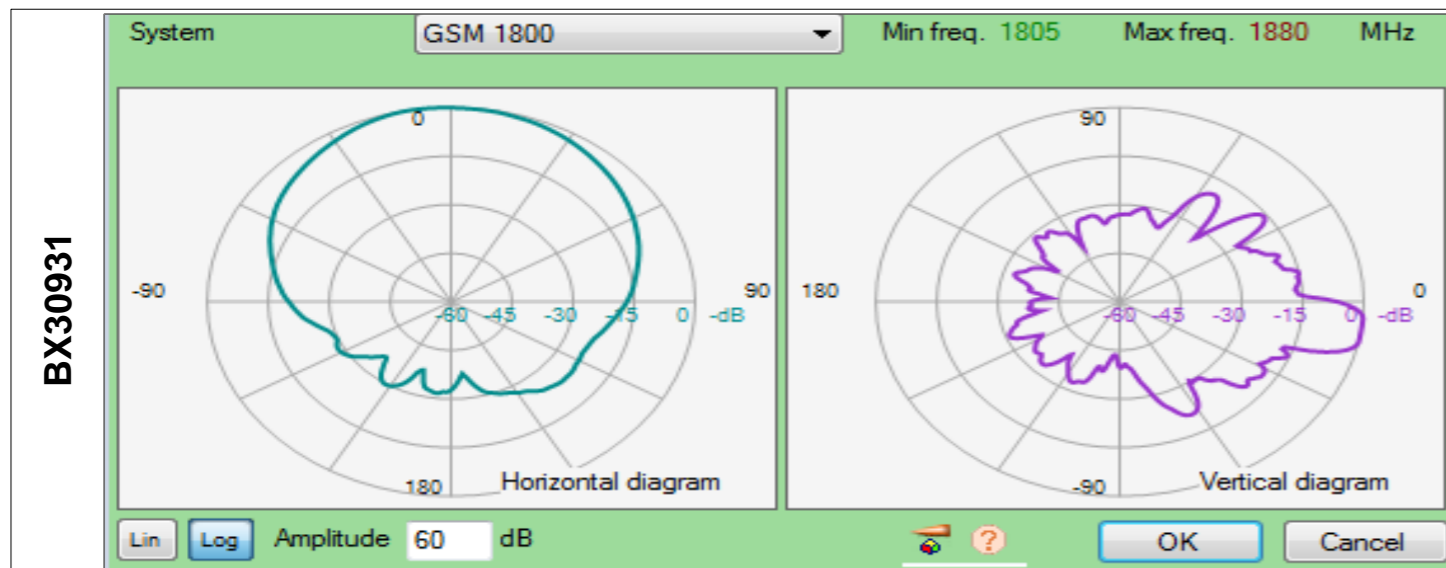 BX30931
System GSM 1800 Min freq. 1805 Max freq. 1880 MHz
0
-90 90
-60 -45 -30 -15 0 -dB
180 Horizontal diagram
90
180 0
-60 -45 -30 -15 0 -dB
-90 Vertical diagram
Lin Log Amplitude 60 dB ? OK Cancel